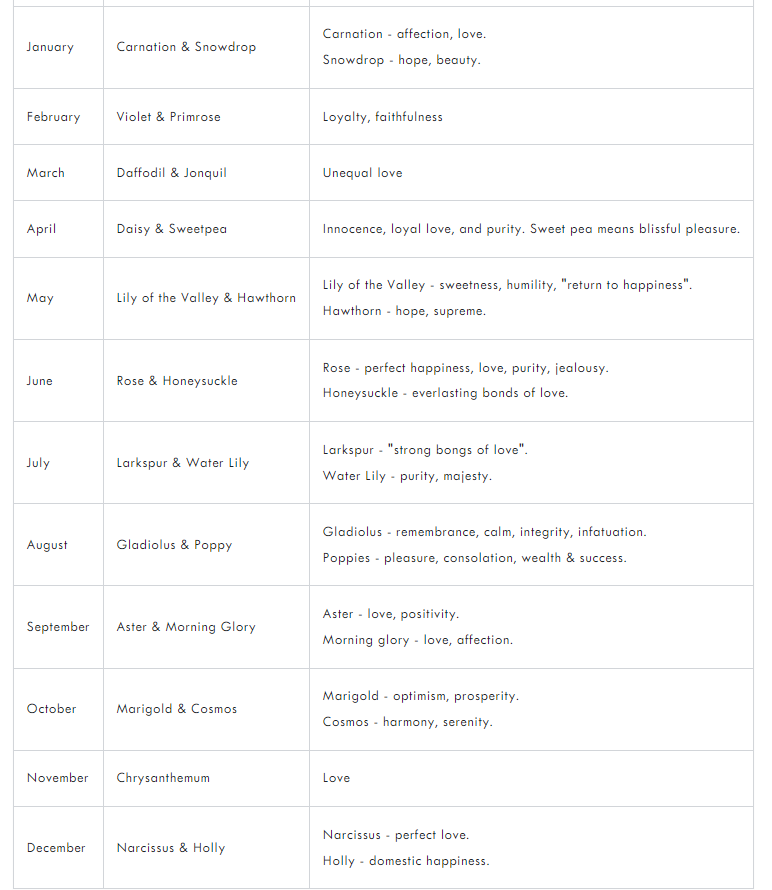 January
Carnation & Snowdrop
Carnation - affection, love.
Snowdrop - hope, beauty.
February
Violet & Primrose
Loyalty, faithfulness
March
Daffodil & Jonquil
Unequal love
April
Daisy & Sweetpea
Innocence, loyal love, and purity. Sweet pea means blissful pleasure.
May
Lily of the Valley & Hawthorn
Lily of the Valley - sweetness, humility, "return to happiness".
Hawthorn - hope, supreme.
June
Rose & Honeysuckle
Rose - perfect happiness, love, purity, jealousy.
Honeysuckle - everlasting bonds of love.
July
Larkspur & Water Lily
Larkspur - "strong bongs of love".
Water Lily - purity, majesty.
August
Gladiolus & Poppy
Gladiolus - remembrance, calm, integrity, infatuation.
Poppies - pleasure, consolation, wealth & success.
September
Aster & Morning Glory
Aster - love, positivity.
Morning glory - love, affection.
October
Marigold & Cosmos
Marigold - optimism, prosperity.
Cosmos - harmony, serenity.
November
Chrysanthemum
Love
December
Narcissus & Holly
Narcissus - perfect love.
Holly - domestic happiness.